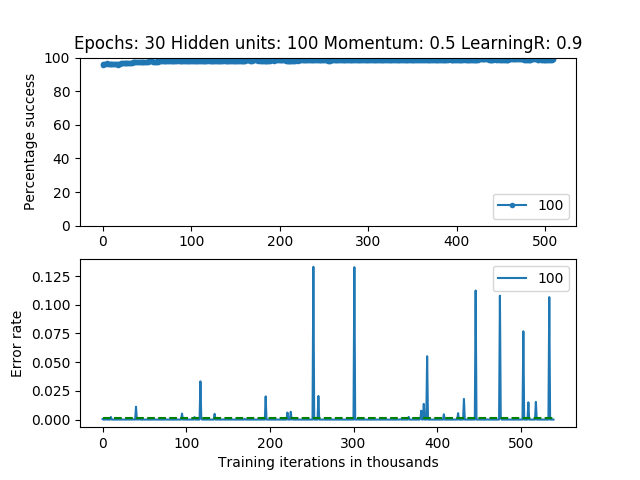 Epochs: 30 Hidden units: 100 Momentum: 0.5 LearningR: 0.9
Percentage success
100
80
60
40
20
0
100
0 100 200 300 400 500
Error rate
0.125
0.100
0.075
0.050
0.025
0.000
100
0 100 200 300 400 500
Training iterations in thousands